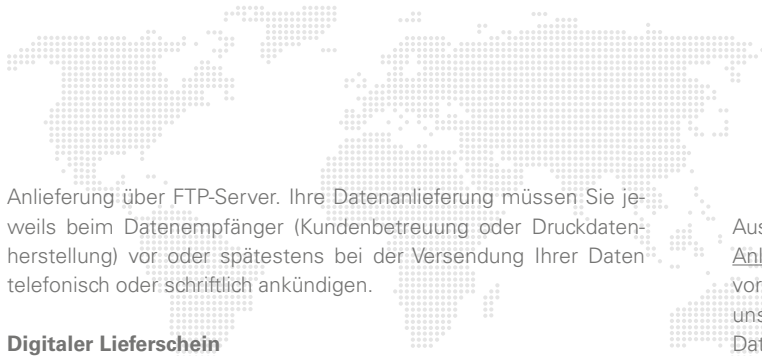 Anlieferung über FTP-Server. Ihre Datenanlieferung müssen Sie je-
weils beim Datenempfänger (Kundenbetreuung oder Druckdaten-
herstellung) vor oder spätestens bei der Versendung Ihrer Daten
telefonisch oder schriftlich ankündigen.
Digitaler Lieferschein